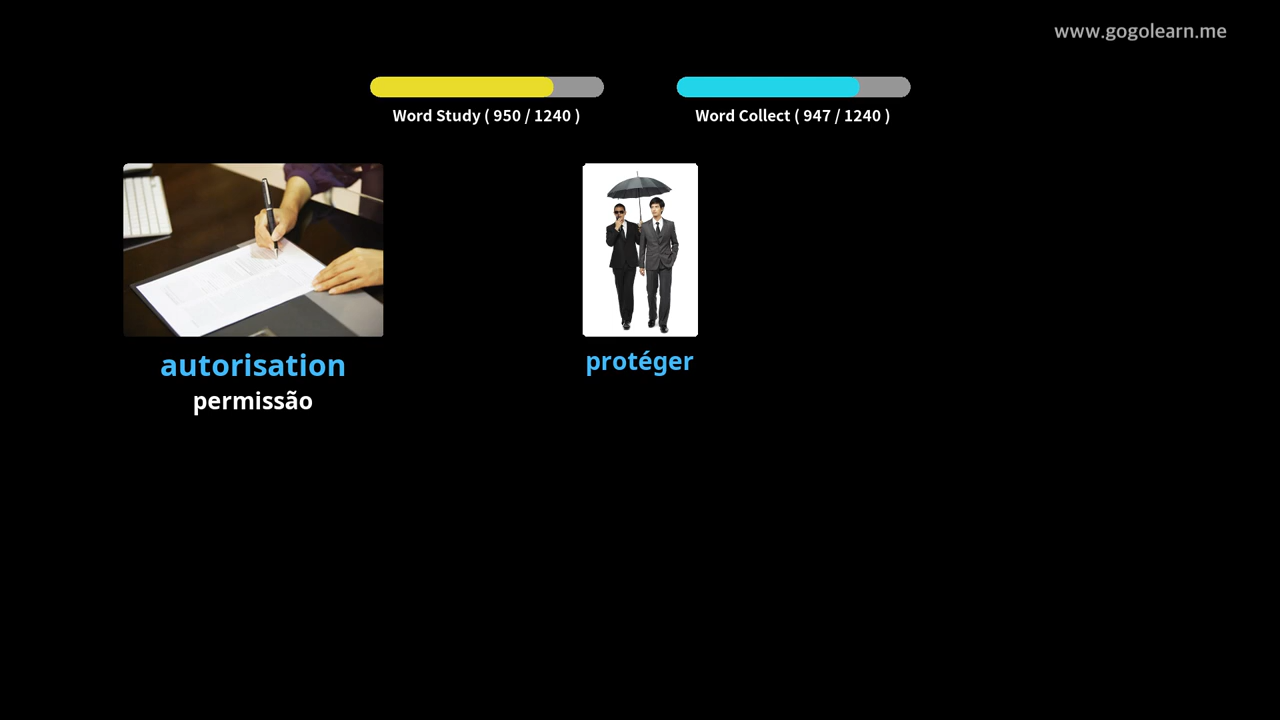 www.gogolearn.me
Word Study ( 950 / 1240 )
Word Collect ( 947 / 1240 )
autorisation
permissão
protéger